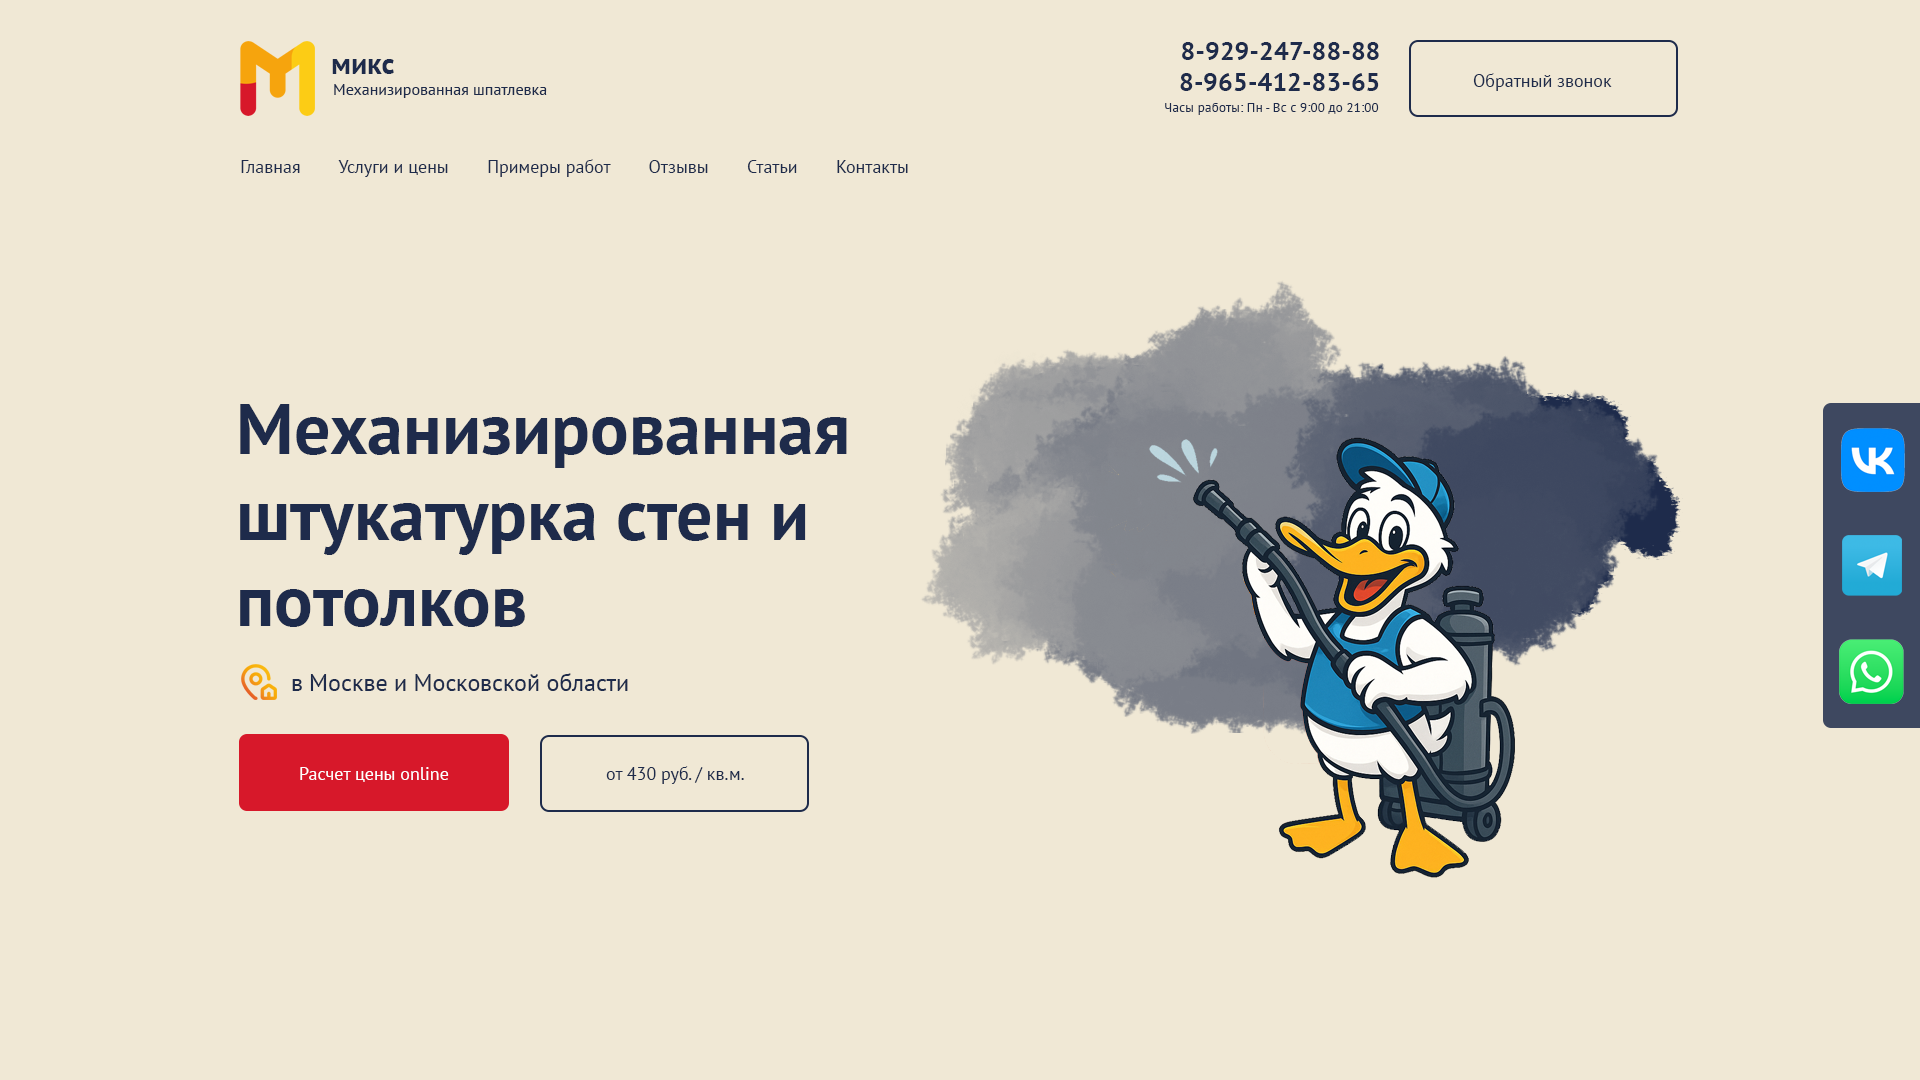 микс
Механизированная шпатлевка
8-929-247-88-88
8-965-412-83-65
Часы работы: Пн - Вс с 9:00 до 21:00
Обратный звонок
Главная
Услуги и цены
Примеры работ
Отзывы
Статьи
Контакты
Механизированная
штукатурка стен и
потолков
в Москве и Московской области
Расчет цены online
от 430 руб. / кв.м.